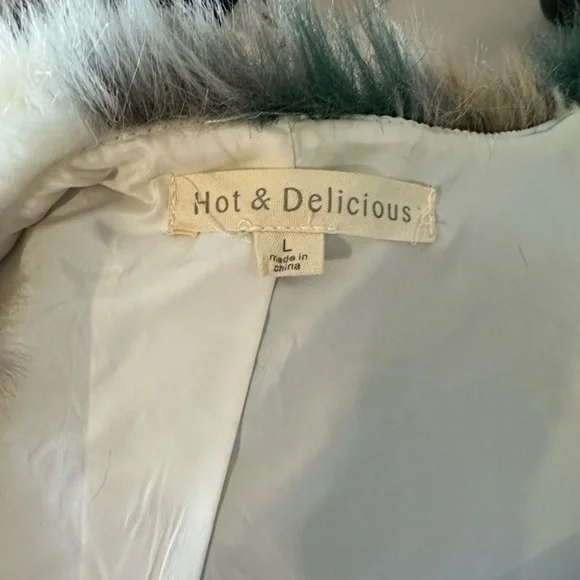 Hot & Delicious
L
made in
china